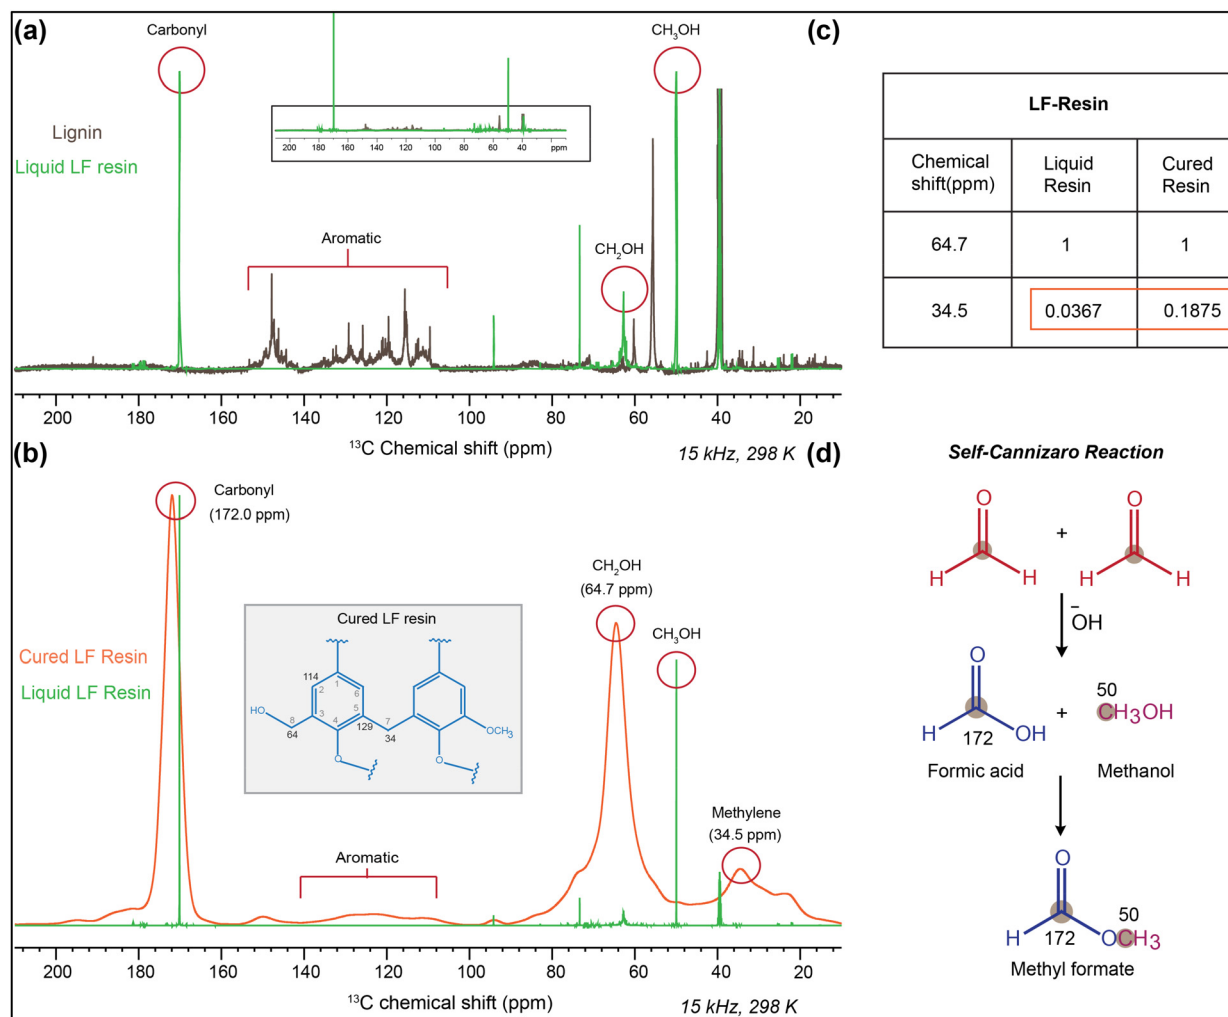 (a)
Carbonyl
CH₃OH
Lignin
Liquid LF resin
210 180 160 140 120 100 80 60 40 ppm
Aromatic
CH₂OH
200 180 160 140 120 100 80 60 40 20
¹³C Chemical shift (ppm)
15 kHz, 298 K
(b)
Carbonyl
(172.0 ppm)
CH₂OH
(64.7 ppm)
CH₃OH
Cured LF Resin
Liquid LF Resin
Cured LF resin
114
2
1
6
HO
8
3
4
5
64
129
7
34
OCH₃
O
O
Methylene
(34.5 ppm)
Aromatic
200 180 160 140 120 100 80 60 40 20
¹³C chemical shift (ppm)
15 kHz, 298 K
(c)
LF-Resin
Chemical shift(ppm) Liquid Resin Cured Resin
64.7 1 1
34.5 0.0367 0.1875
(d)
Self-Cannizaro Reaction
O
O
+
H H H H
⁻OH
O
50
+ CH3OH
H OH
172
Formic acid Methanol
O
50
H 172 OCH3
Methyl formate